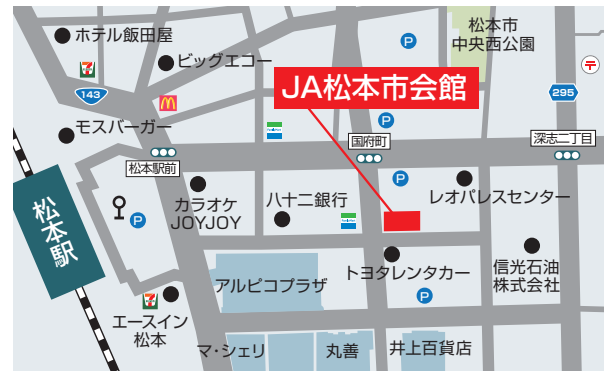 ホテル飯田屋
ビッグエコー
松本市
中央西公園
P
〒
143
JA松本市会館
295
モスバーガー
P
国府町
深志二丁目
松本駅前
P
カラオケ
JOYJOY
八十二銀行
レオパレスセンター
松本駅
P
アルピコプラザ
トヨタレンタカー
信光石油
株式会社
P
エースイン
松本
マ・シェリ
丸善
井上百貨店